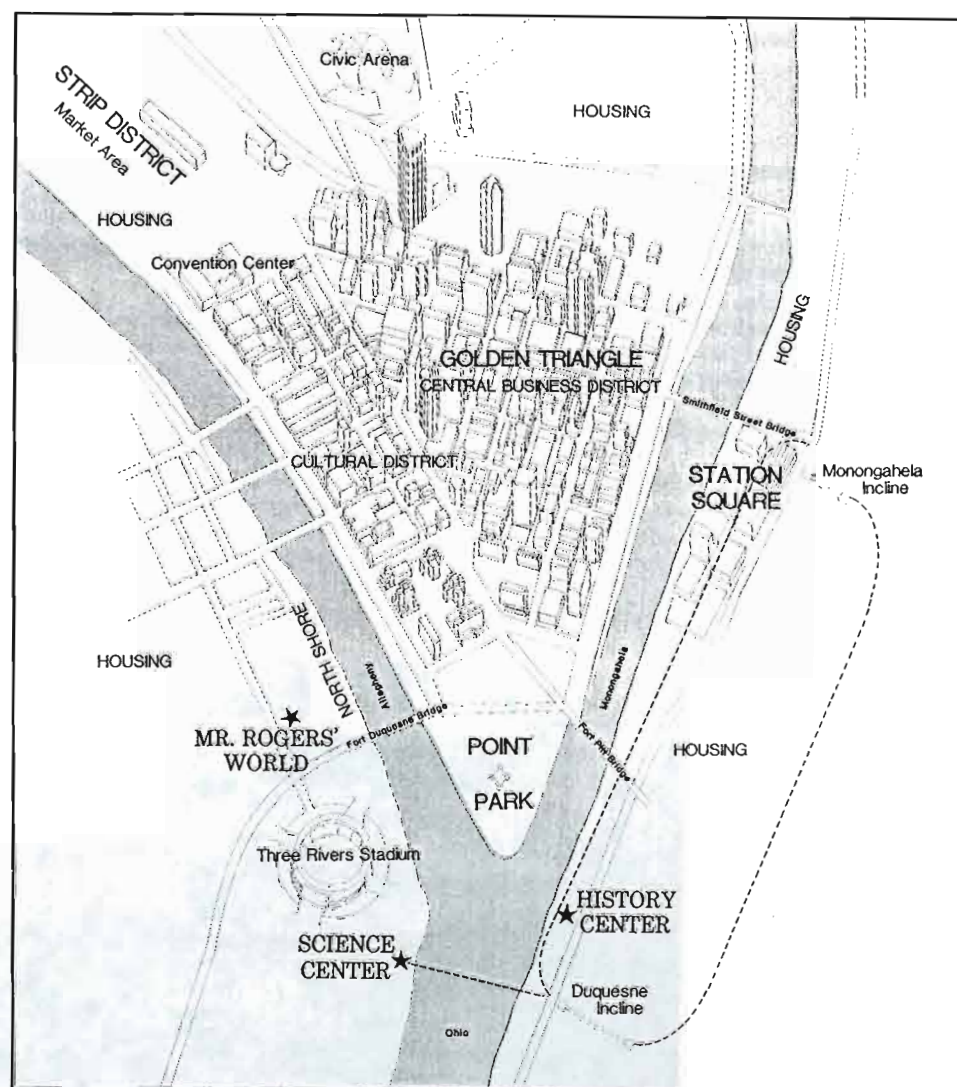 Civic Arena
STRIP DISTRICT
Market Area
HOUSING
HOUSING
HOUSING
Convention Center
HOUSING
GOLDEN TRIANGLE
CENTRAL BUSINESS DISTRICT
Smithfield Street Bridge
CULTURAL DISTRICT
STATION
SQUARE
Monongahela
Incline
NORTH SHORE
HOUSING
Allegheny
Monongahela
MR. ROGERS'
WORLD
Fort Duquesne Bridge
POINT
PARK
Fort Pitt Bridge
HOUSING
Three Rivers Stadium
HISTORY
CENTER
SCIENCE
CENTER
Duquesne
Incline
Ohio